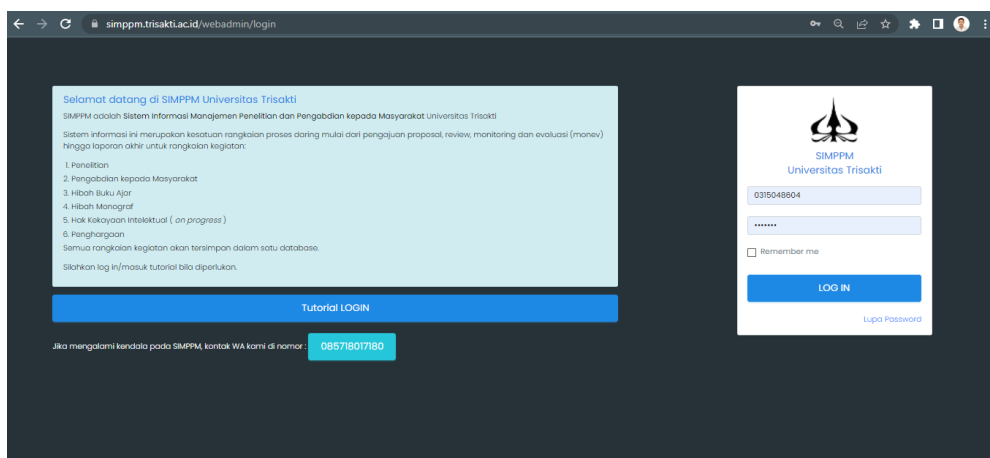 simppm.trisakti.ac.id/webadmin/login
Selamat datang di SIMPPM Universitas Trisakti
SIMPPM adalah Sistem Informasi Manajemen Penelitian dan Pengabdian kepada Masyarakat Universitas Trisakti
Sistem informasi ini merupakan kesatuan rangkaian proses daring mulai dari pengajuan proposal, review, monitoring dan evaluasi (monev)
hingga laporan akhir untuk rangkaian kegiatan:
1. Penelitian
2. Pengabdian kepada Masyarakat
3. Hibah Buku Ajar
4. Hibah Monograf
5. Hak Kekayaan Intelektual ( on progress )
6. Penghargaan
Semua rangkaian kegiatan akan tersimpan dalam satu database.
Silahkan log in/masuk tutorial bila diperlukan.
Tutorial LOGIN
Jika mengalami kendala pada SIMPPM, kontak WA kami di nomor : 085718017180
SIMPPM
Universitas Trisakti
0315048604
•••••••
Remember me
LOG IN
Lupa Password